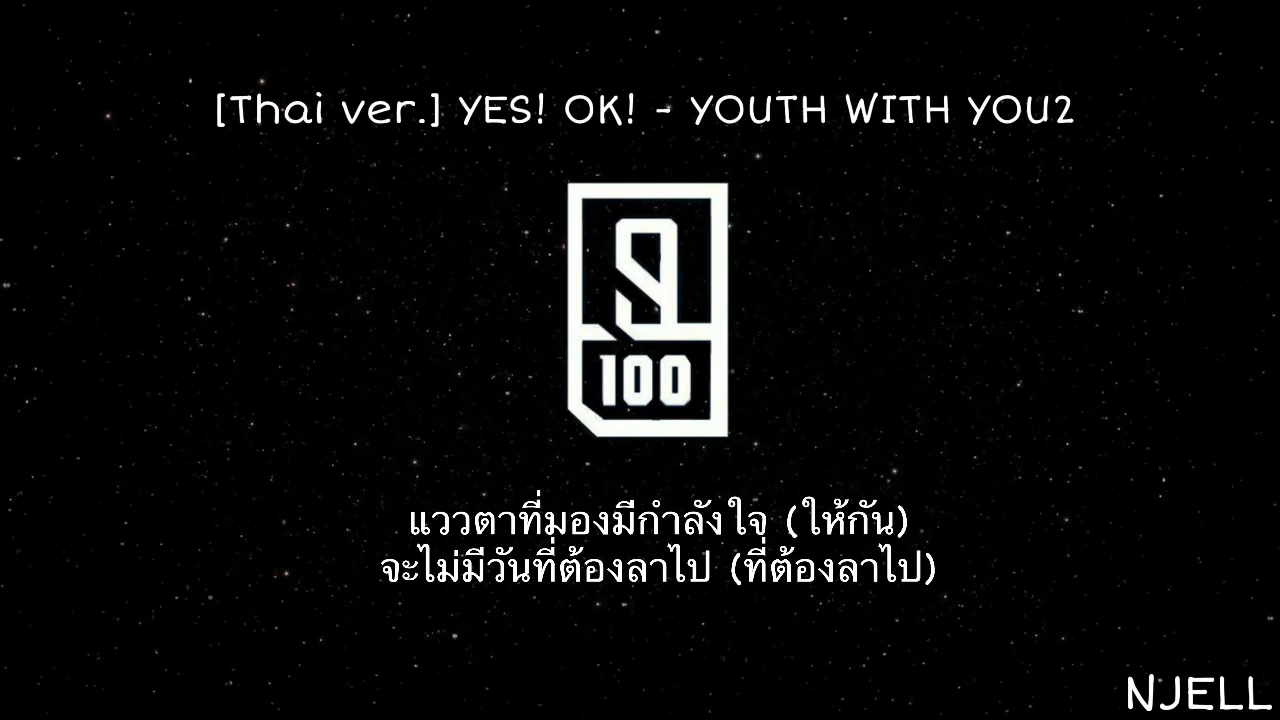 [Thai ver.] YES! OK! - YOUTH WITH YOU2
100
แววตาที่มองมีกำลังใจ (ให้กัน)
จะไม่มีวันที่ต้องลาไป (ที่ต้องลาไป)
NJELL